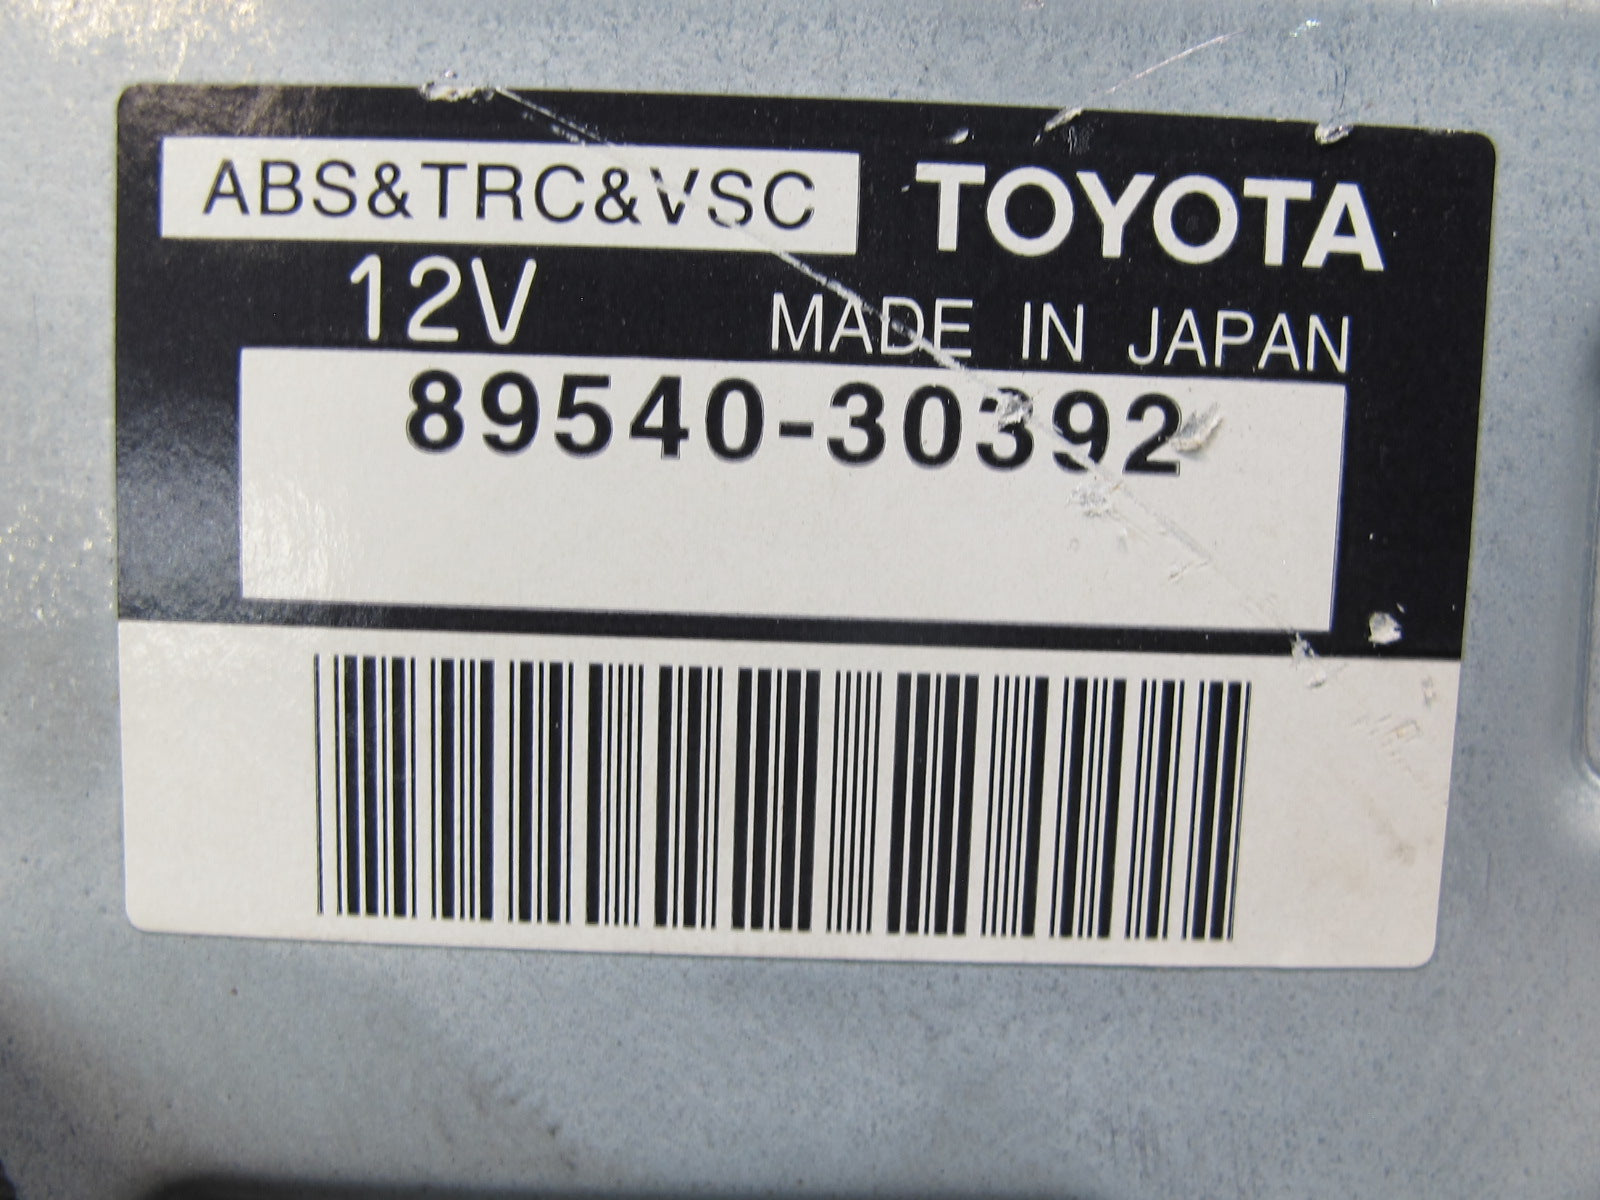 ABS&TRC&VSC TOYOTA
12V MADE IN JAPAN
89540-30392